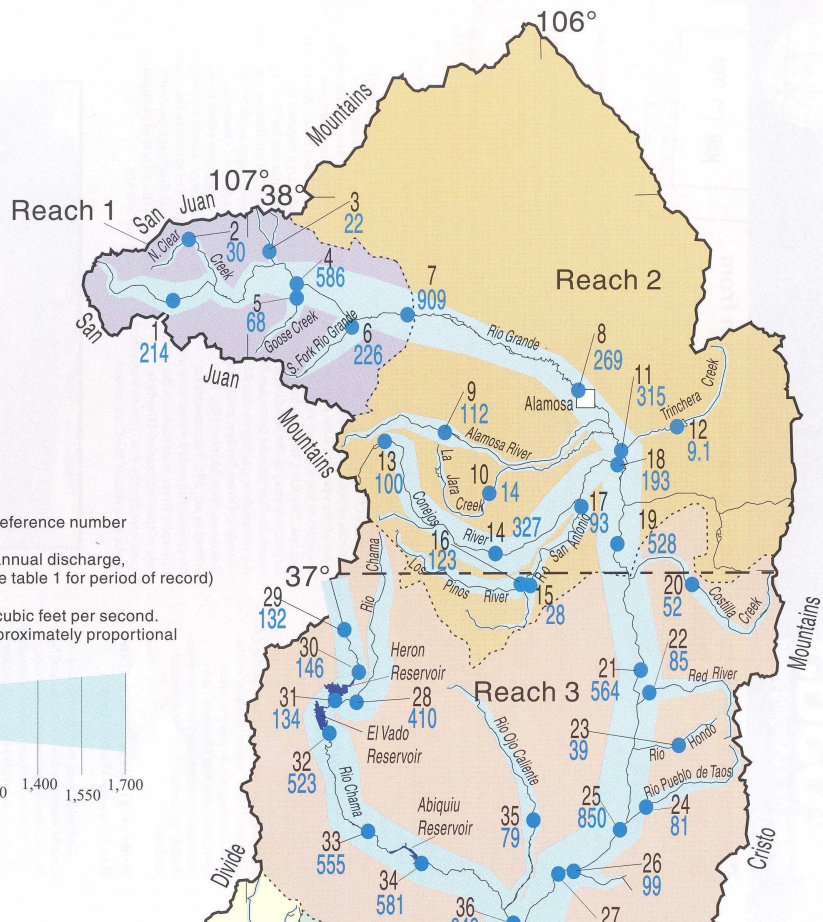 106°
Mountains
107°
38°
San Juan
Reach 1
3
22
2
30
N. Clear
Creek
4
586
7
909
Reach 2
5
68
Goose Creek
S. Fork Rio Grande
6
226
1
214
San
Juan
Rio Grande
8
269
Alamosa
11
315
Trinchera Creek
12
9.1
9
112
Alamosa River
Mountains
La Jara Creek
10
14
13
100
18
193
Conejos River
14
327
17
93
19
528
16
123
Rio San Antonio
eference number
annual discharge,
e table 1 for period of record)
cubic feet per second.
proximately proportional
Rio Chama
Los Pinos River
15
28
37°
20
52
Costilla Creek
Mountains
29
132
30
146
Heron
Reservoir
22
85
21
564
Red River
Reach 3
31
134
28
410
El Vado
Reservoir
23
39
Rio Hondo
32
523
Rio Ojo Caliente
Rio Pueblo de Taos
1,400
1,550
1,700
0
Rio Chama
Abiquiu
Reservoir
35
79
25
850
24
81
33
555
Cristo
Divide
34
581
26
99
36
27